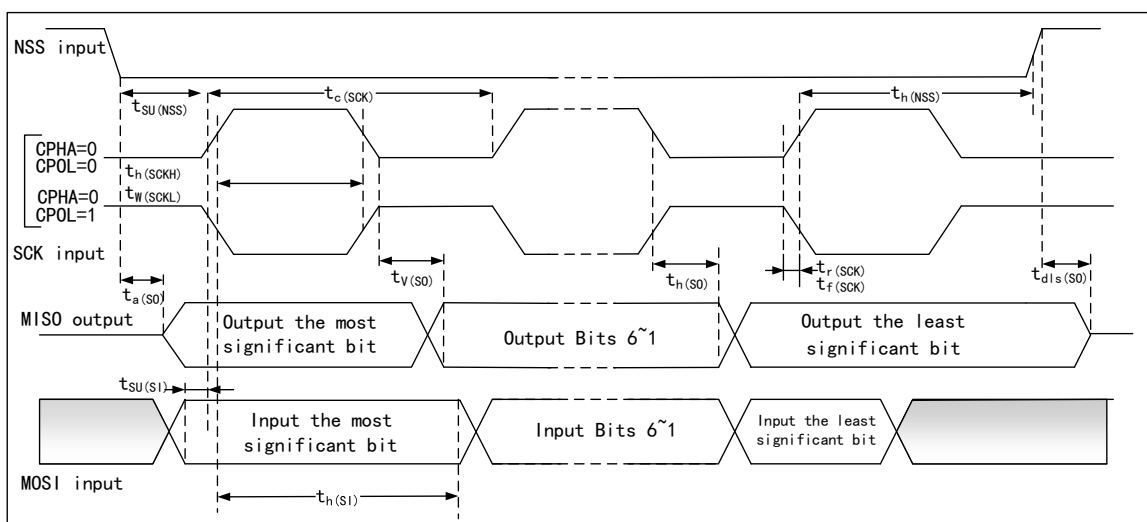 NSS input
tSU(NSS)
tc(SCK)
th(NSS)
CPHA=0
CPOL=0
th(SCKH)
tW(SCKL)
CPHA=0
CPOL=1
SCK input
ta(SO)
tV(SO)
th(SO)
tr(SCK)
tf(SCK)
tdls(SO)
MISO output
Output the most
significant bit
Output Bits 6~1
Output the least
significant bit
tSU(SI)
Input the most
significant bit
Input Bits 6~1
Input the least
significant bit
MOSI input
th(SI)